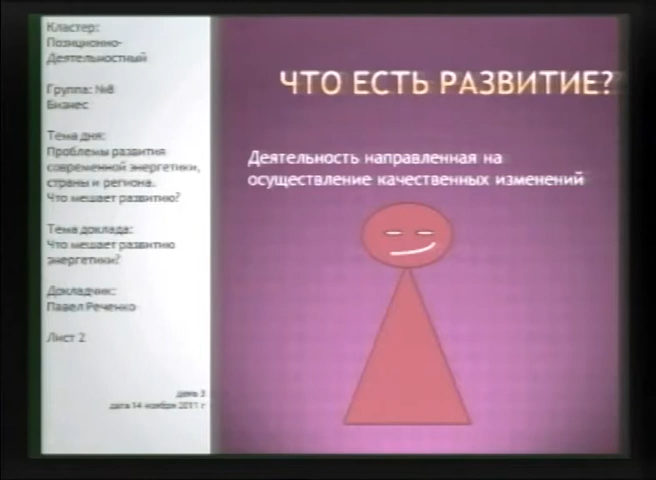 Кластер:
Позиционно-
Деятельностный
Группа: №8
Бизнес
Тема дня:
Проблемы развития
современной энергетики,
страны и региона.
Что мешает развитию?
Тема доклада:
Что мешает развитию
энергетики?
Докладчик:
Павел Реченко
Лист 2
день 3
дата 14 ноября 2011 г
ЧТО ЕСТЬ РАЗВИТИЕ?
Деятельность направленная на
осуществление качественных изменений